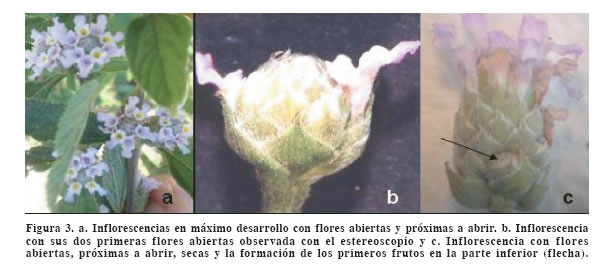 a b c
Figura 3. a. Inflorescencias en máximo desarrollo con flores abiertas y próximas a abrir. b. Inflorescencia
con sus dos primeras flores abiertas observada con el estereoscopio y c. Inflorescencia con flores
abiertas, próximas a abrir, secas y la formación de los primeros frutos en la parte inferior (flecha).